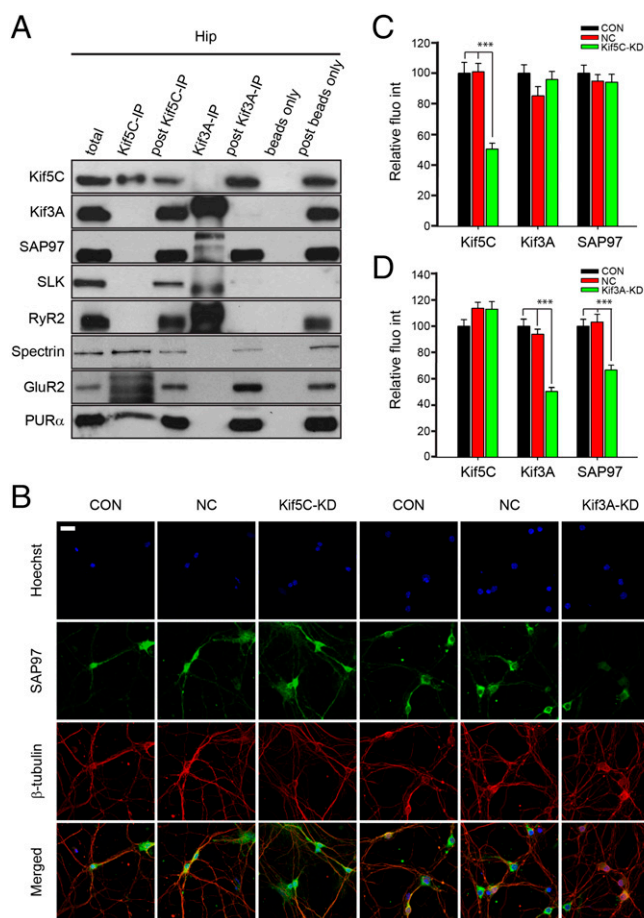 A
Hip
total
Kif5C-IP
post Kif5C-IP
Kif3A-IP
post Kif3A-IP
beads only
post beads only
Kif5C
Kif3A
SAP97
SLK
RyR2
Spectrin
GluR2
PURα
C
CON
NC
Kif5C-KD
***
Relative fluo int
120
100
80
60
40
20
0
Kif5C Kif3A SAP97
D
CON
NC
Kif3A-KD
*** ***
Relative fluo int
140
120
100
80
60
40
20
0
Kif5C Kif3A SAP97
B
CON NC Kif5C-KD CON NC Kif3A-KD
Hoechst
SAP97
β-tubulin
Merged